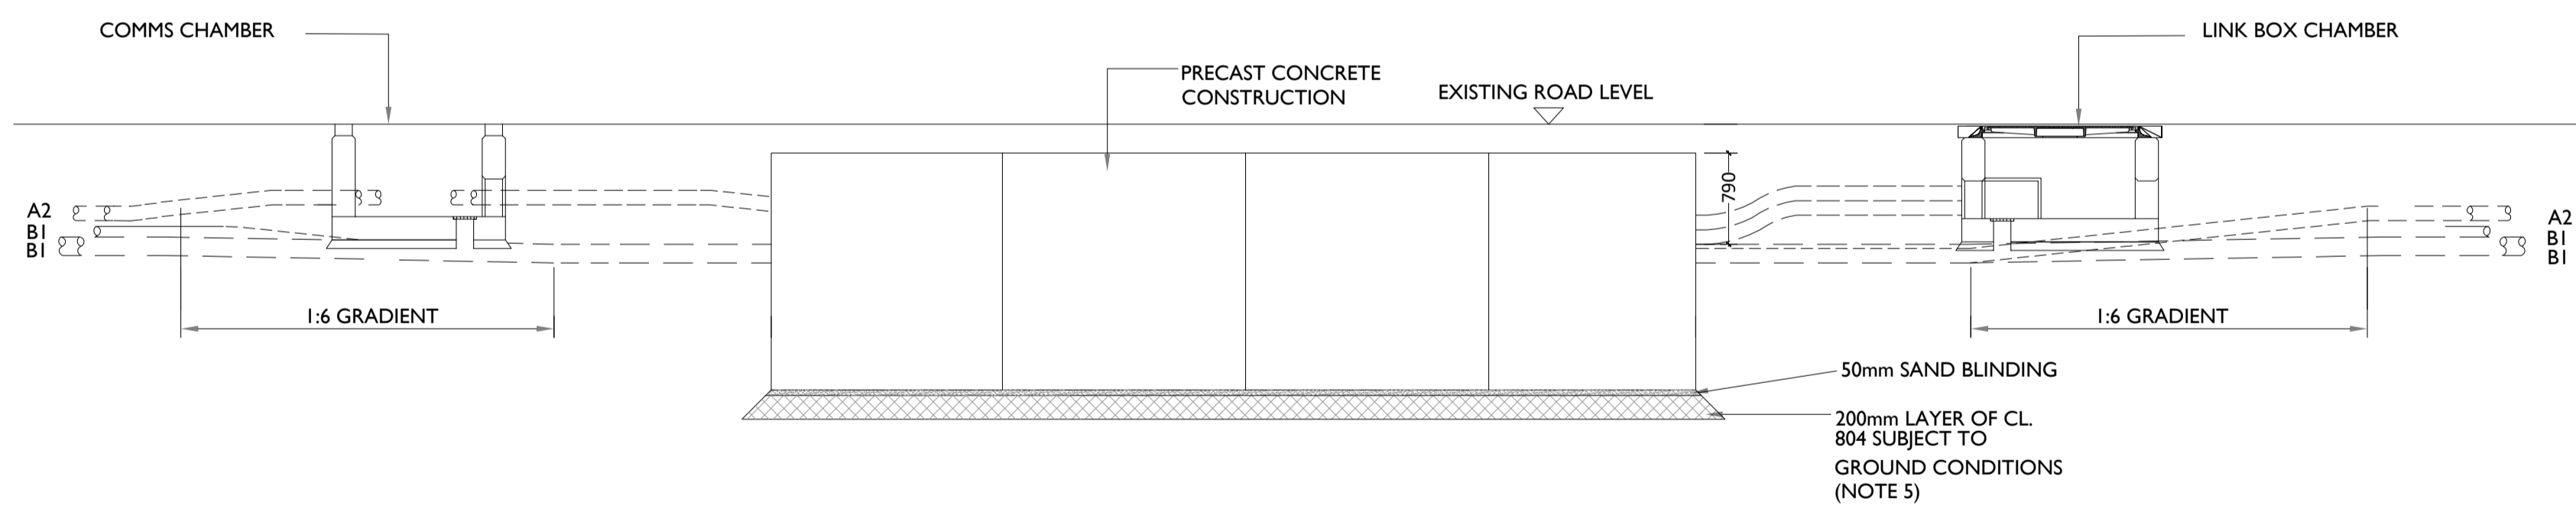 COMMS CHAMBER
LINK BOX CHAMBER
PRECAST CONCRETE
CONSTRUCTION
EXISTING ROAD LEVEL
790
A2
B1
B1
A2
B1
B1
1:6 GRADIENT
1:6 GRADIENT
50mm SAND BLINDING
200mm LAYER OF CL.
804 SUBJECT TO
GROUND CONDITIONS
(NOTE 5)